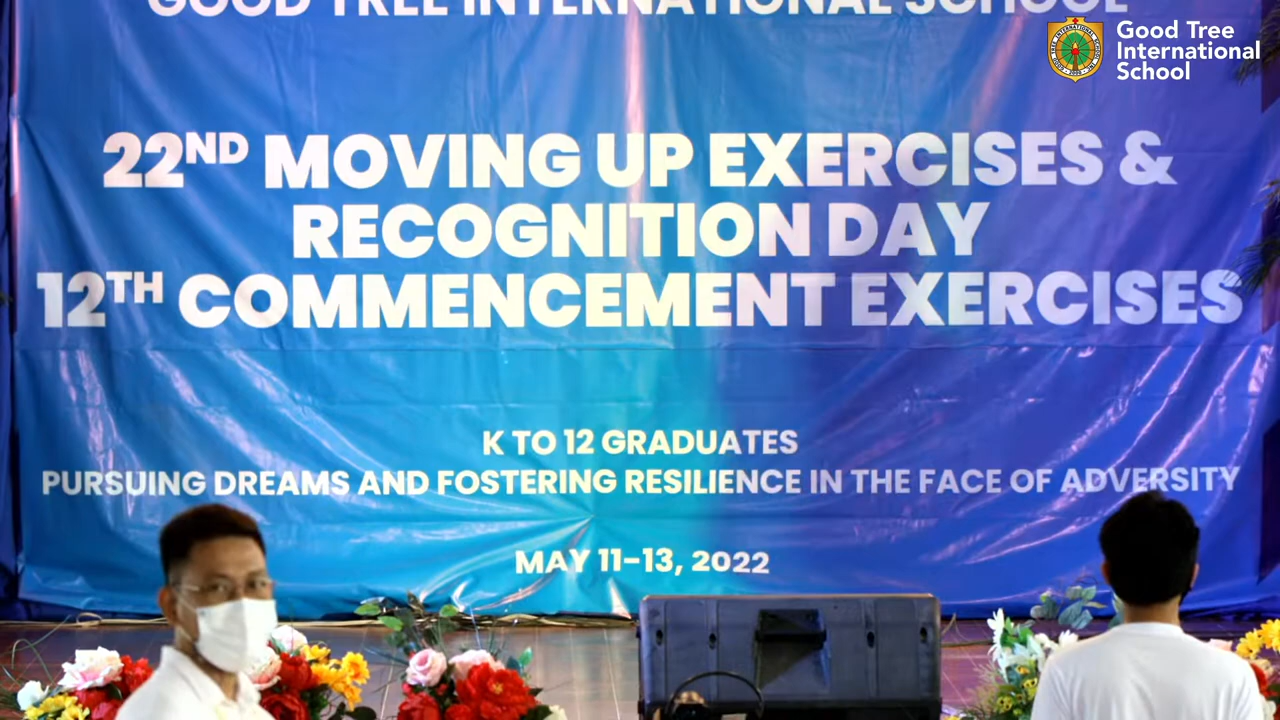 GOOD TREE INTERNATIONAL SCHOOL
Good Tree
International
School
22ND MOVING UP EXERCISES &
RECOGNITION DAY
12TH COMMENCEMENT EXERCISES
K TO 12 GRADUATES
PURSUING DREAMS AND FOSTERING RESILIENCE IN THE FACE OF ADVERSITY
MAY 11-13, 2022